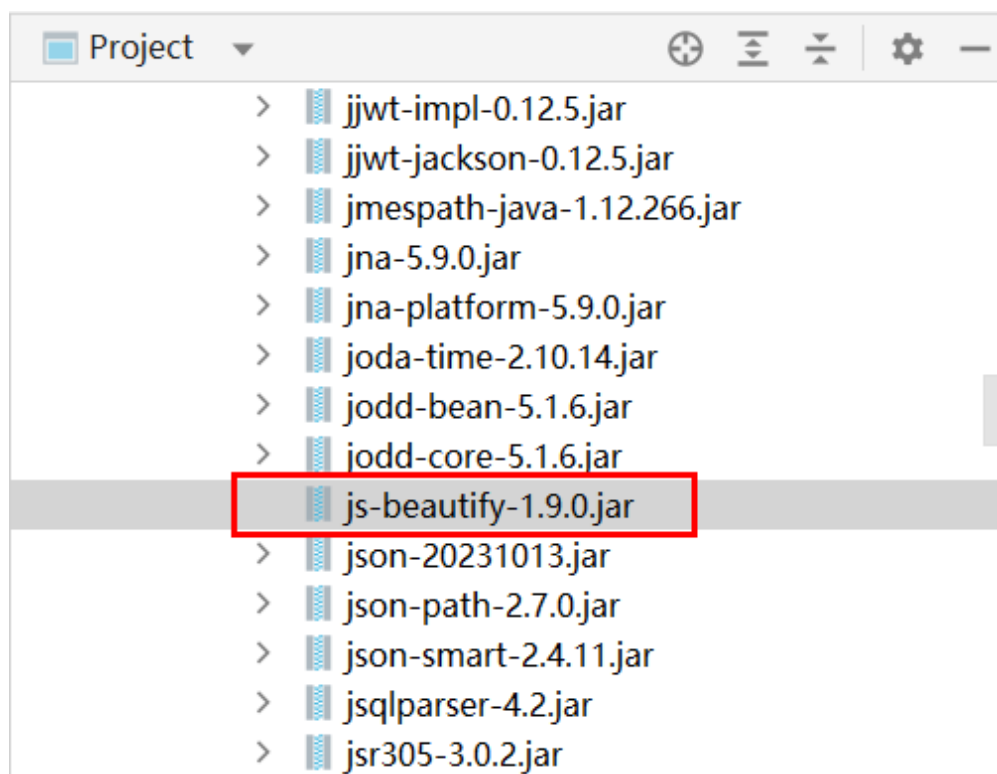 Project
jjwt-impl-0.12.5.jar
jjwt-jackson-0.12.5.jar
jmespath-java-1.12.266.jar
jna-5.9.0.jar
jna-platform-5.9.0.jar
joda-time-2.10.14.jar
jodd-bean-5.1.6.jar
jodd-core-5.1.6.jar
js-beautify-1.9.0.jar
json-20231013.jar
json-path-2.7.0.jar
json-smart-2.4.11.jar
jsqlparser-4.2.jar
jsr305-3.0.2.jar